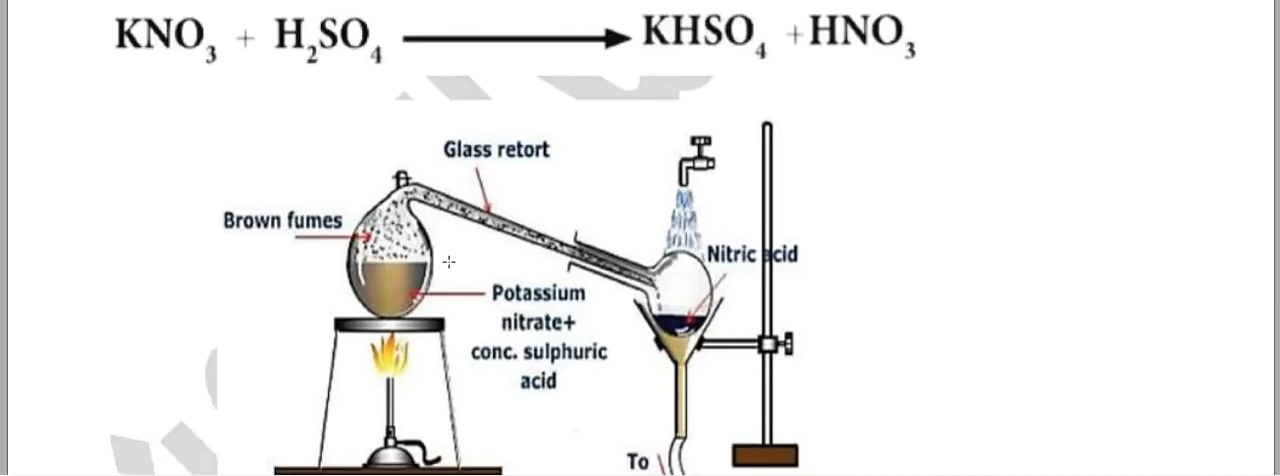 KNO₃ + H₂SO₄ ⟶ KHSO₄ + HNO₃
Glass retort
Brown fumes
Nitric acid
Potassium
nitrate+
conc. sulphuric
acid
To